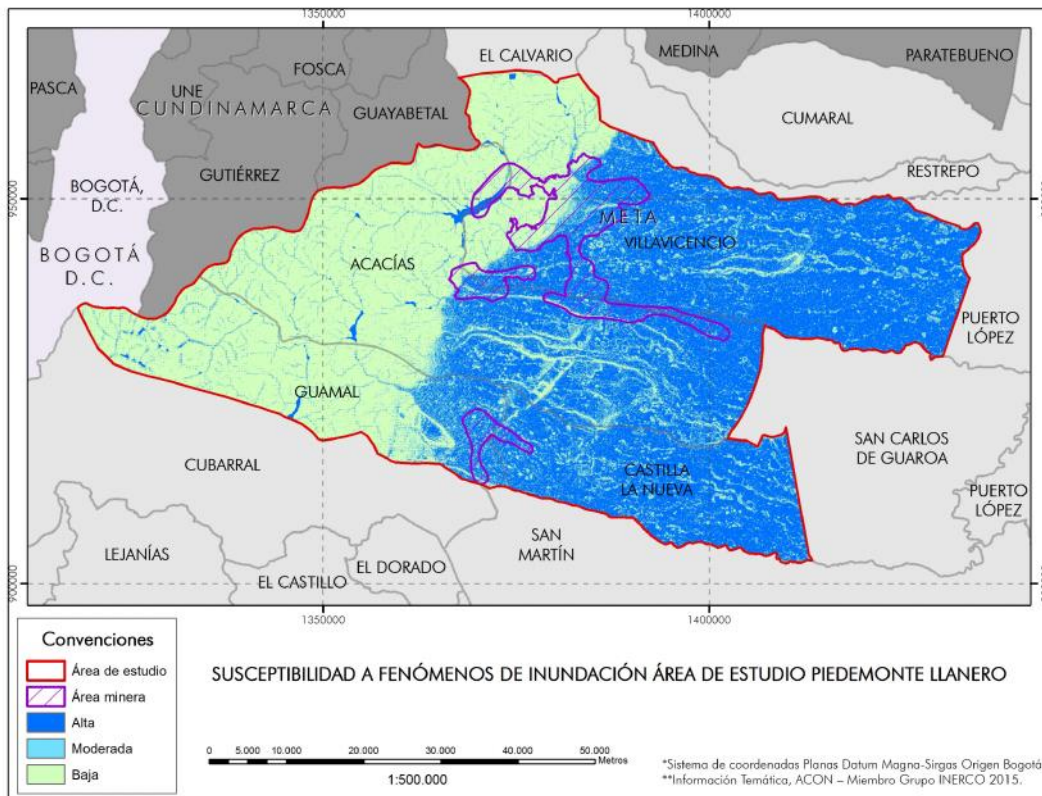 1350000
1400000
EL CALVARIO
MEDINA
PARATEBUENO
FOSCA
PASCA
UNE
CUNDINAMARCA
GUAYABETAL
CUMARAL
GUTIÉRREZ
RESTREPO
BOGOTÁ,
D.C.
950000
META
VILLAVICENCIO
BOGOTÁ
D.C.
ACACÍAS
PUERTO
LÓPEZ
GUAMAL
SAN CARLOS
DE GUAROA
CUBARRAL
CASTILLA
LA NUEVA
PUERTO
LÓPEZ
SAN
MARTÍN
LEJANÍAS
EL DORADO
EL CASTILLO
900000
1350000
1400000
Convenciones
Área de estudio
Área minera
Alta
Moderada
Baja
SUSCEPTIBILIDAD A FENÓMENOS DE INUNDACIÓN ÁREA DE ESTUDIO PIEDEMONTE LLANERO
0 5.000 10.000 20.000 30.000 40.000 50.000
Metros
1:500.000
*Sistema de coordenadas Planas Datum Magna-Sirgas Origen Bogotá
**Información Temática, ACON – Miembro Grupo INERCO 2015.